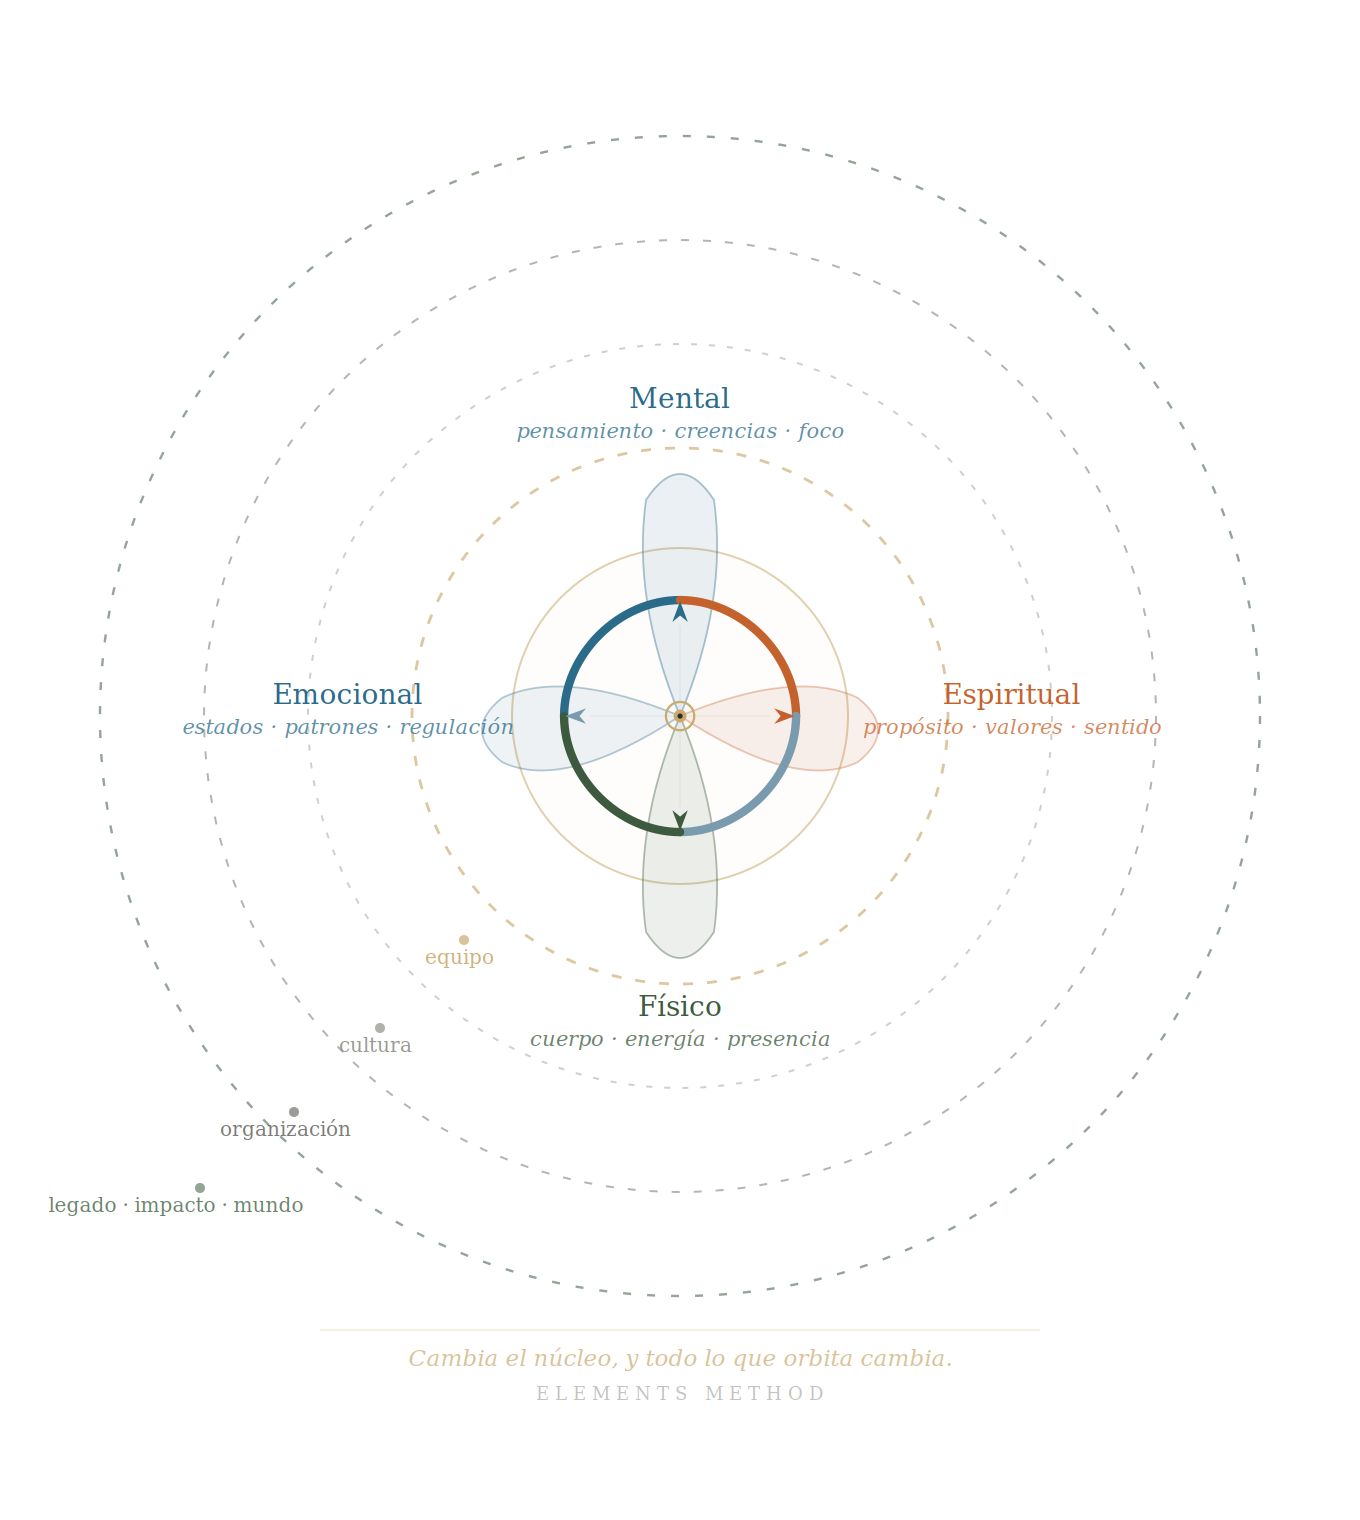 Mental
pensamiento · creencias · foco
Emocional
estados · patrones · regulación
Espiritual
propósito · valores · sentido
equipo
Físico
cuerpo · energía · presencia
cultura
organización
legado · impacto · mundo
Cambia el núcleo, y todo lo que orbita cambia.
ELEMENTS METHOD